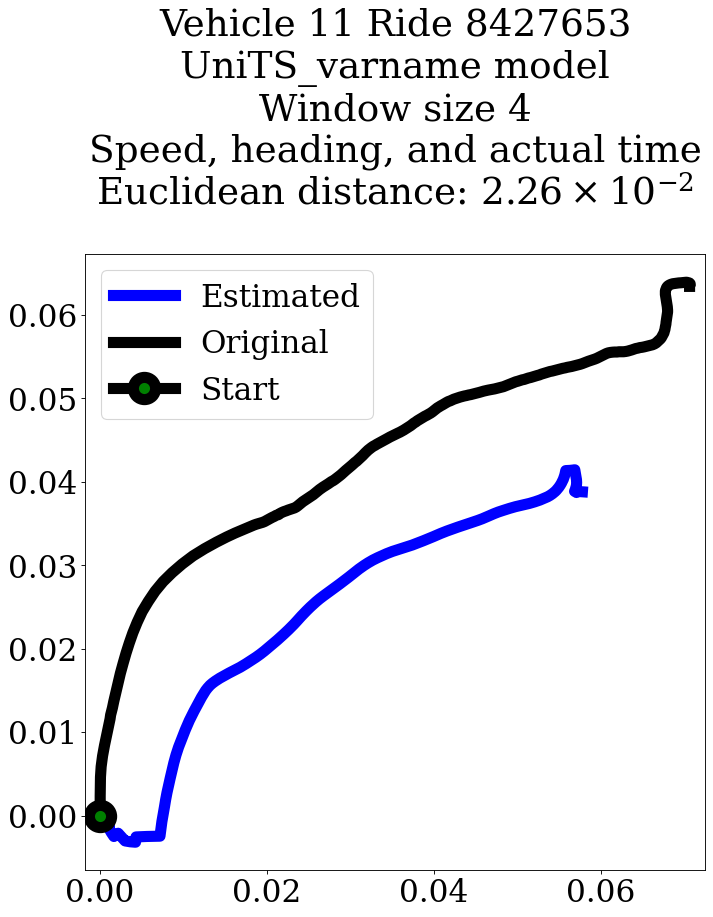 Vehicle 11 Ride 8427653
UniTS_varname model
Window size 4
Speed, heading, and actual time
Euclidean distance: 2.26 × 10⁻²
Estimated
Original
Start
0.06
0.05
0.04
0.03
0.02
0.01
0.00
0.00 0.02 0.04 0.06